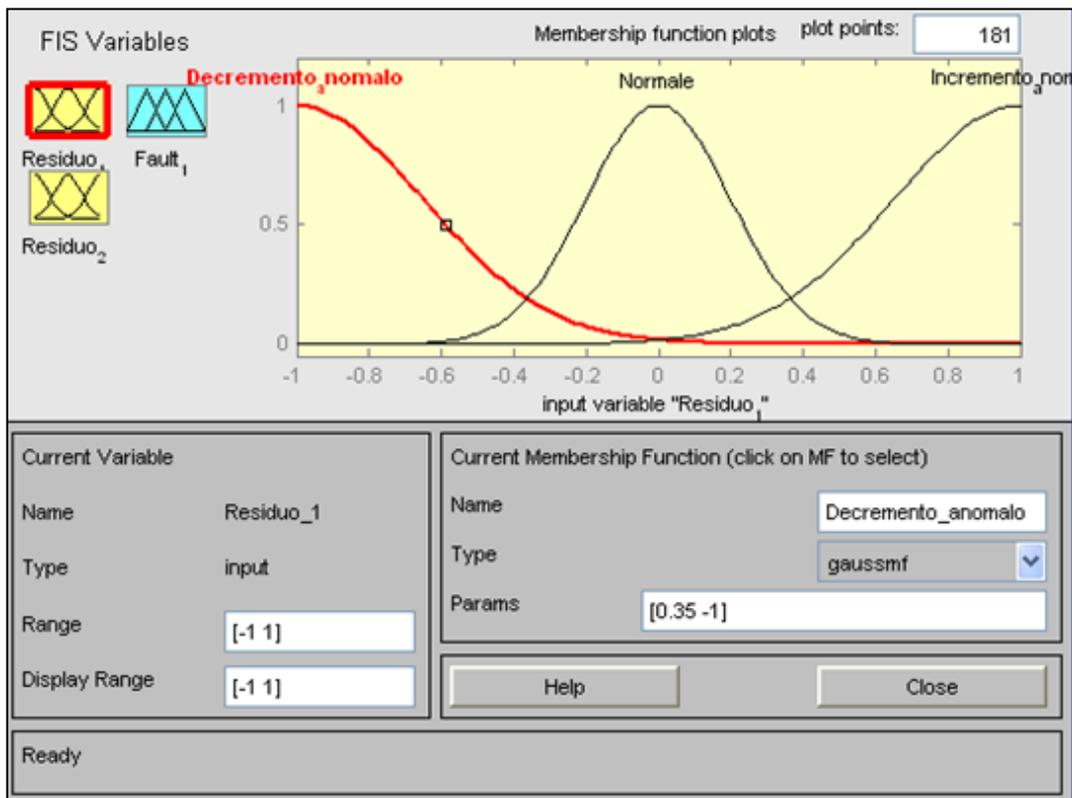 FIS Variables
Membership function plots
plot points:
181
Decremento_anomalo
Normale
Incremento_anom
Residuo_1
Fault_1
Residuo_2
1
0.5
0
-1 -0.8 -0.6 -0.4 -0.2 0 0.2 0.4 0.6 0.8 1
input variable "Residuo_1"
Current Variable
Name Residuo_1
Type input
Range [-1 1]
Display Range [-1 1]
Current Membership Function (click on MF to select)
Name Decremento_anomalo
Type gaussmf
Params [0.35 -1]
Help
Close
Ready